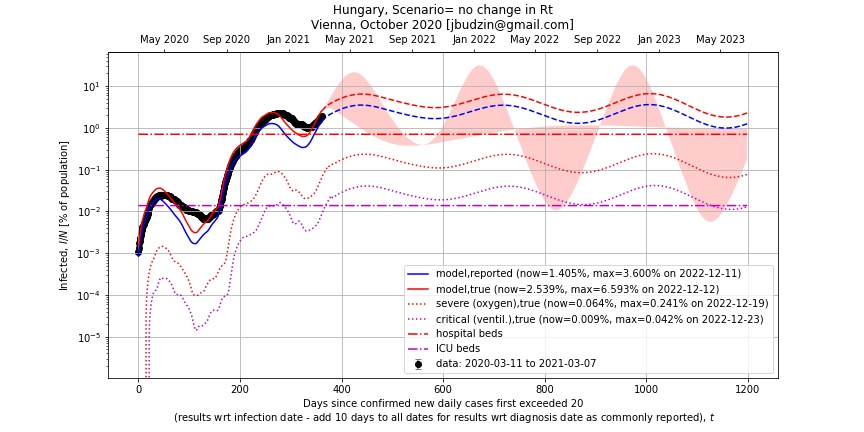 Hungary, Scenario= no change in Rt
Vienna, October 2020 [jbudzin@gmail.com]
May 2020 Sep 2020 Jan 2021 May 2021 Sep 2021 Jan 2022 May 2022 Sep 2022 Jan 2023 May 2023
Infected, I/N [% of population]
10¹
10⁰
10⁻¹
10⁻²
10⁻³
10⁻⁴
10⁻⁵
model,reported (now=1.405%, max=3.600% on 2022-12-11)
model,true (now=2.539%, max=6.593% on 2022-12-12)
severe (oxygen),true (now=0.064%, max=0.241% on 2022-12-19)
critical (ventil.),true (now=0.009%, max=0.042% on 2022-12-23)
hospital beds
ICU beds
data: 2020-03-11 to 2021-03-07
0 200 400 600 800 1000 1200
Days since confirmed new daily cases first exceeded 20
(results wrt infection date - add 10 days to all dates for results wrt diagnosis date as commonly reported), t